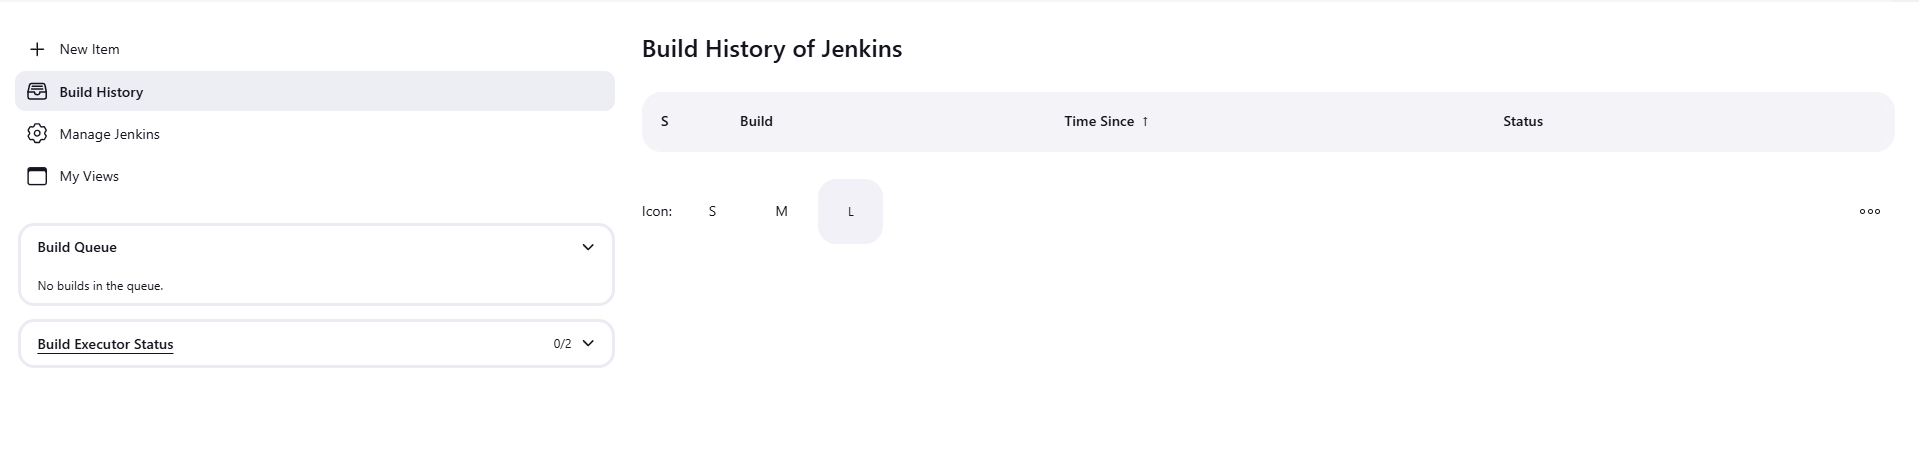 New Item
Build History
Manage Jenkins
My Views
Build Queue
No builds in the queue.
Build Executor Status 0/2
Build History of Jenkins
S Build Time Since ↑ Status
Icon: S M L